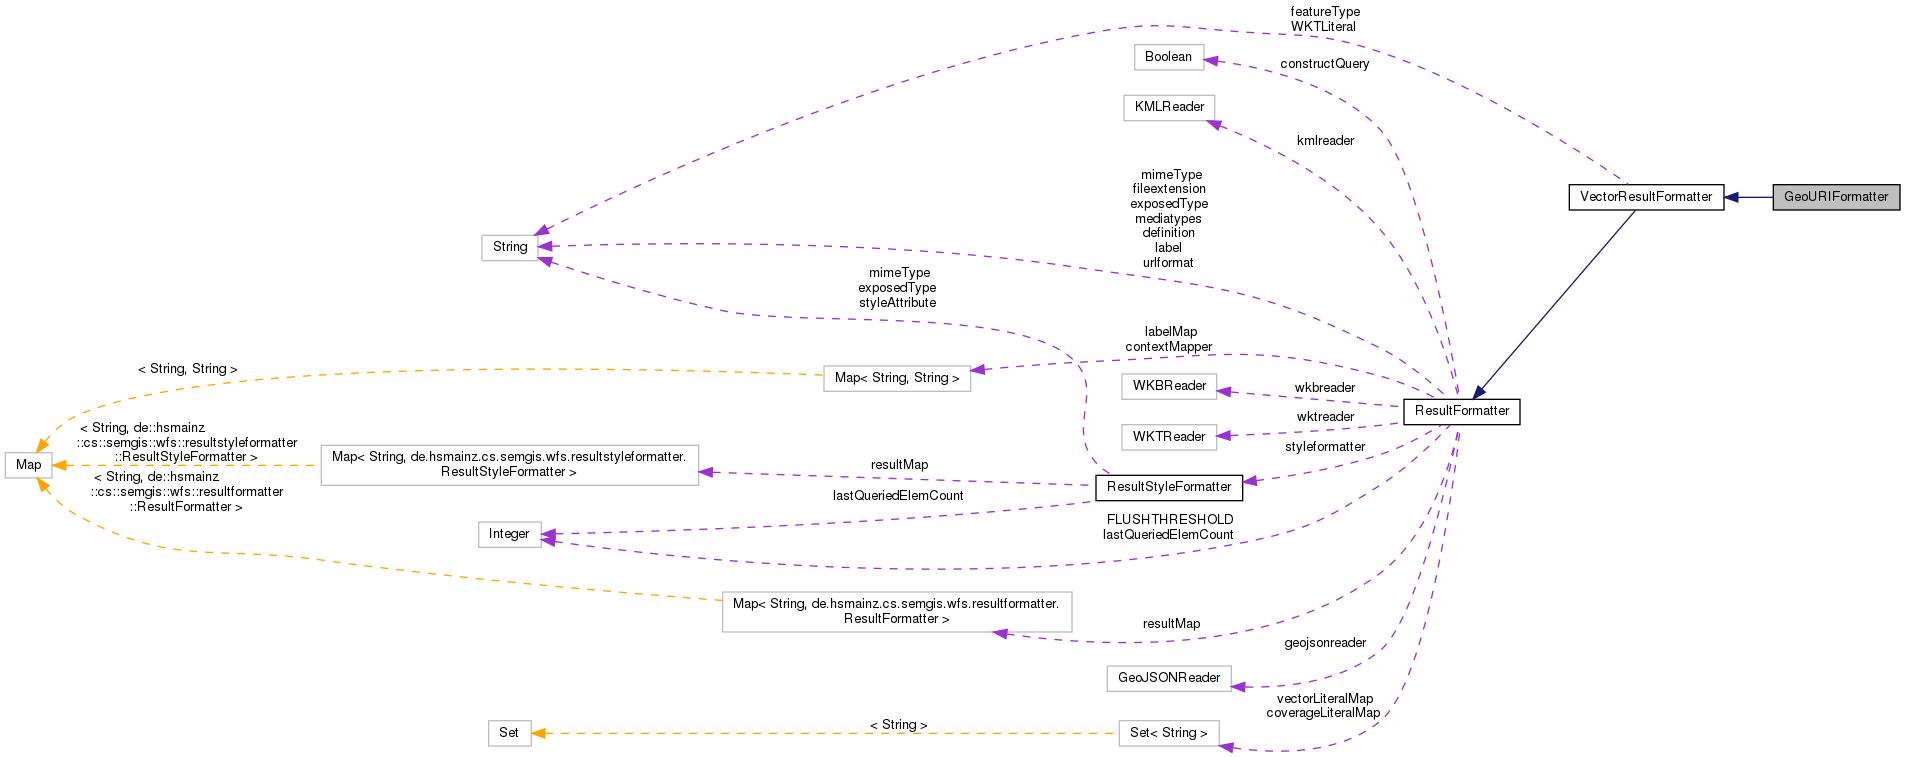 featureType
WKTLiteral
Boolean
constructQuery
KMLReader
kmlreader
mimeType
fileextension
exposedType
mediatypes
definition
label
urlformat
VectorResultFormatter
GeoURIFormatter
String
mimeType
exposedType
styleAttribute
labelMap
contextMapper
< String, String >
Map< String, String >
WKBReader
wkbreader
ResultFormatter
wktreader
WKTReader
styleformatter
< String, de::hsmainz
::cs::semgis::wfs::resultstyleformatter
::ResultStyleFormatter >
Map
Map< String, de.hsmainz.cs.semgis.wfs.resultstyleformatter.
ResultStyleFormatter >
resultMap
ResultStyleFormatter
< String, de::hsmainz
::cs::semgis::wfs::resultformatter
::ResultFormatter >
lastQueriedElemCount
Integer
FLUSHTHRESHOLD
lastQueriedElemCount
Map< String, de.hsmainz.cs.semgis.wfs.resultformatter.
ResultFormatter >
resultMap
geojsonreader
GeoJSONReader
vectorLiteralMap
coverageLiteralMap
Set
< String >
Set< String >